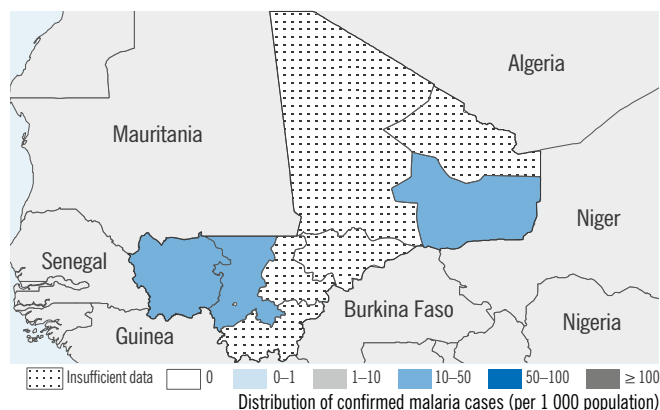 Algeria
Mauritania
Niger
Senegal
Burkina Faso
Guinea
Nigeria
Insufficient data 0 0–1 1–10 10–50 50–100 ≥ 100
Distribution of confirmed malaria cases (per 1 000 population)